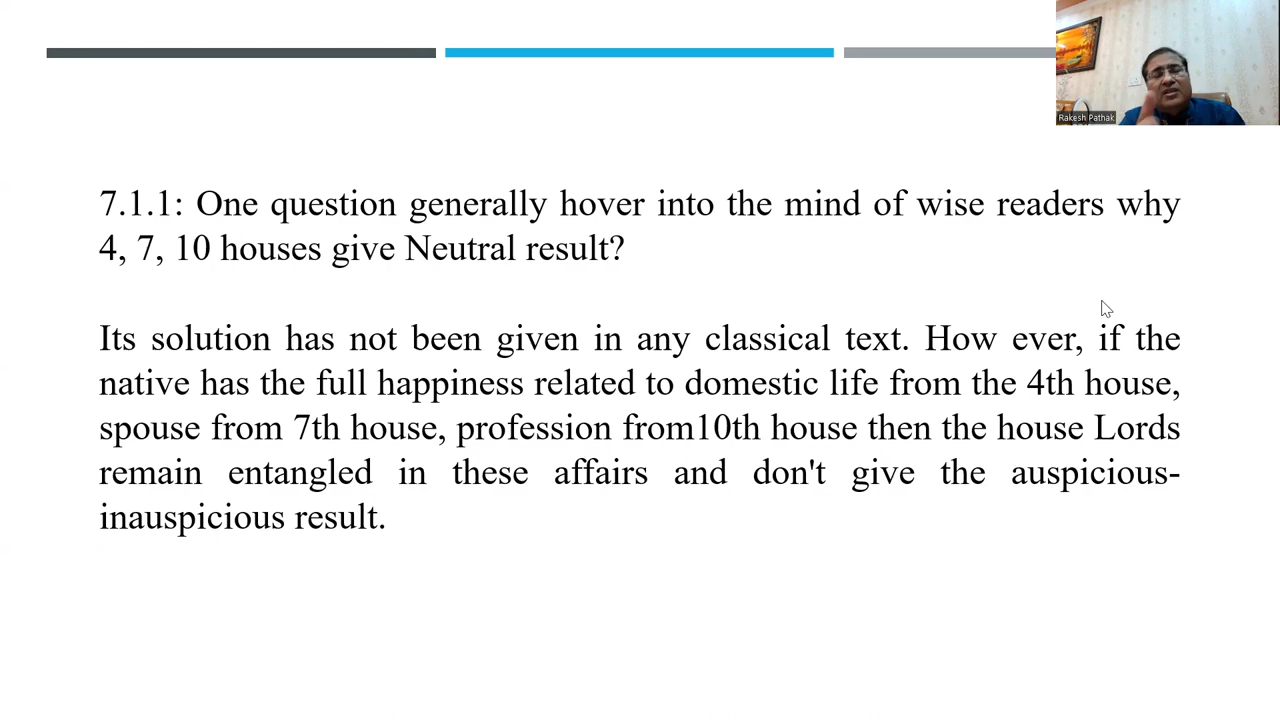 Rakesh Pathak
7.1.1: One question generally hover into the mind of wise readers why
4, 7, 10 houses give Neutral result?
Its solution has not been given in any classical text. How ever, if the
native has the full happiness related to domestic life from the 4th house,
spouse from 7th house, profession from10th house then the house Lords
remain entangled in these affairs and don't give the auspicious-
inauspicious result.